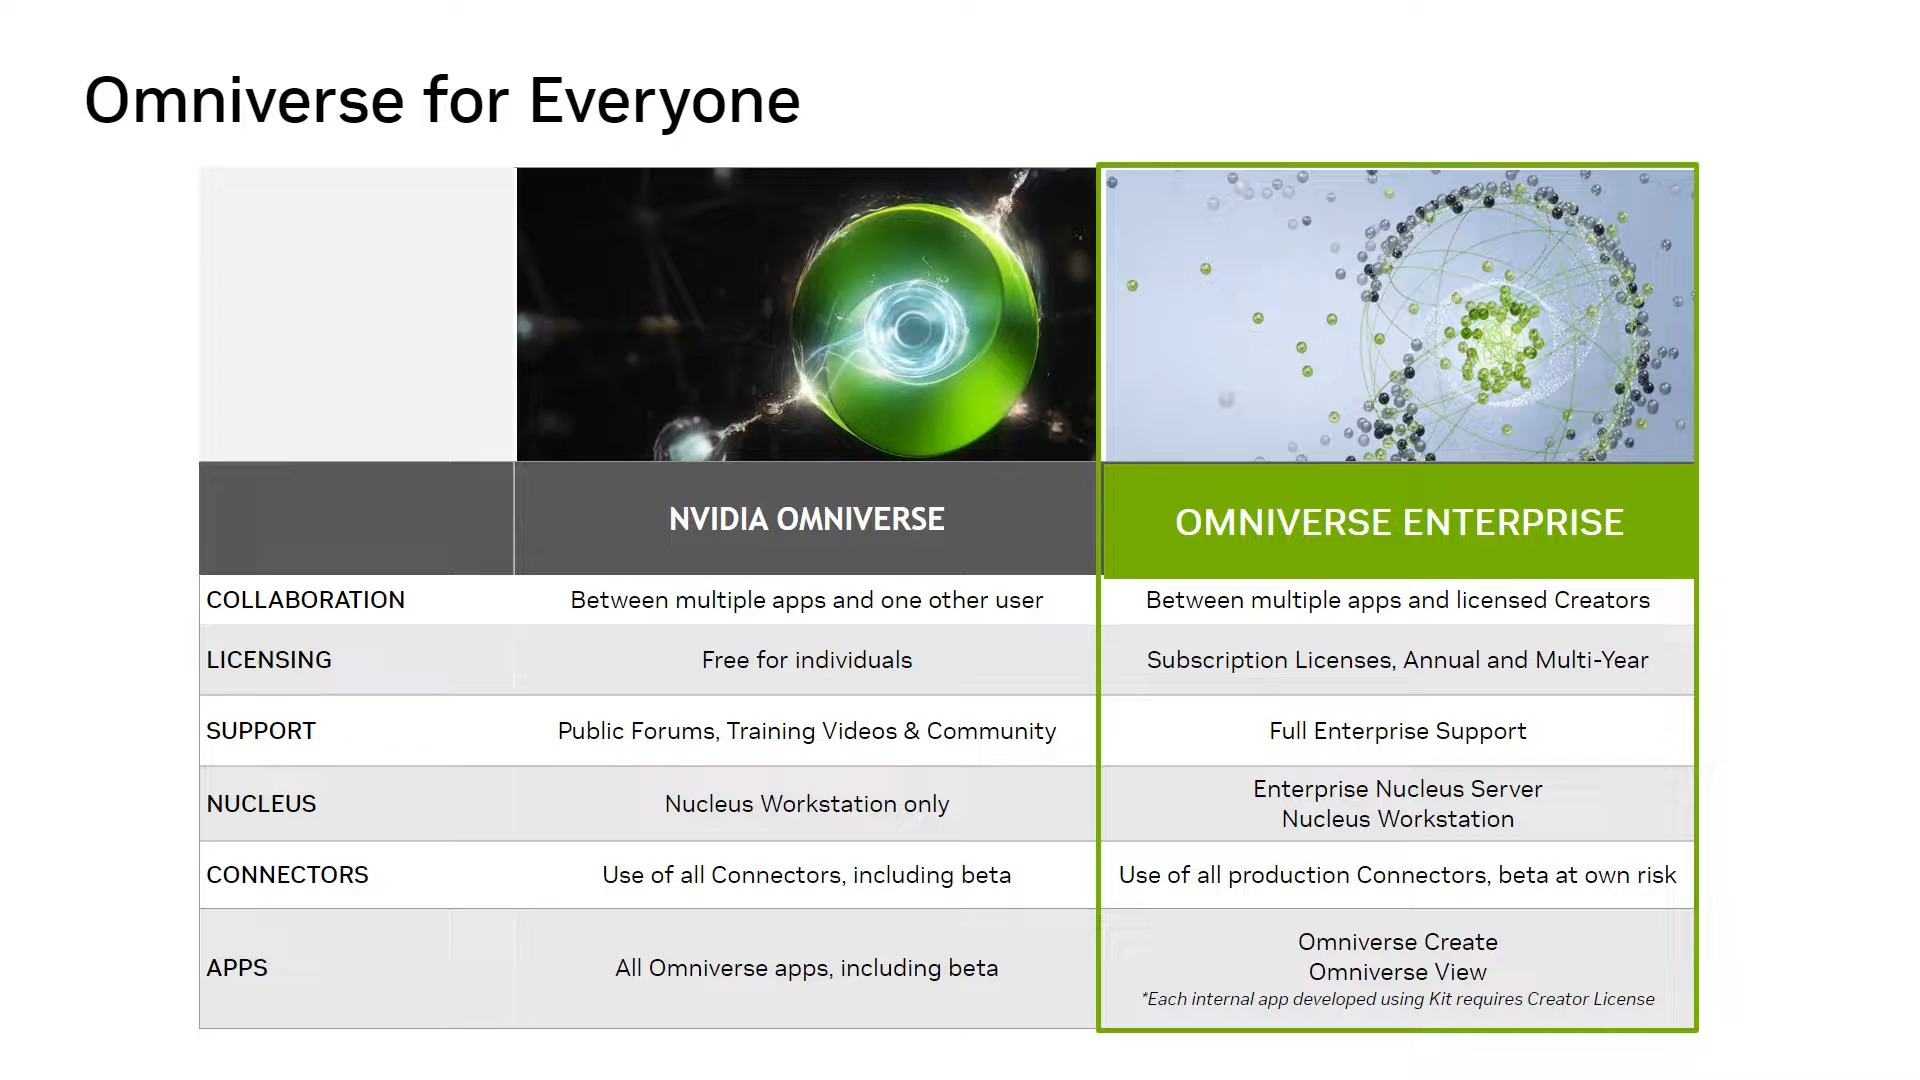 Omniverse for Everyone
NVIDIA OMNIVERSE
OMNIVERSE ENTERPRISE
COLLABORATION
Between multiple apps and one other user
Between multiple apps and licensed Creators
LICENSING
Free for individuals
Subscription Licenses, Annual and Multi-Year
SUPPORT
Public Forums, Training Videos & Community
Full Enterprise Support
NUCLEUS
Nucleus Workstation only
Enterprise Nucleus Server
Nucleus Workstation
CONNECTORS
Use of all Connectors, including beta
Use of all production Connectors, beta at own risk
APPS
All Omniverse apps, including beta
Omniverse Create
Omniverse View
*Each internal app developed using Kit requires Creator License